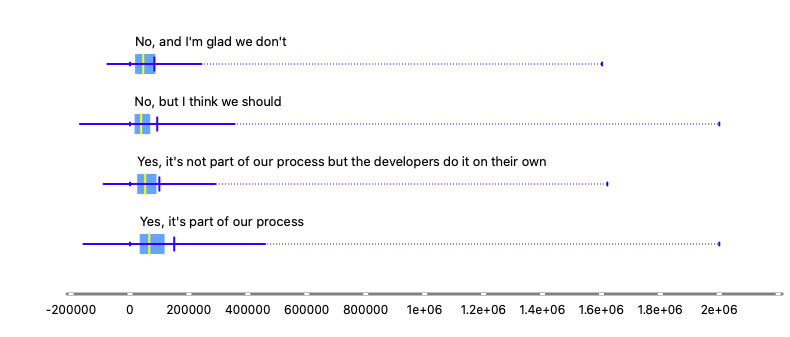 No, and I'm glad we don't
No, but I think we should
Yes, it's not part of our process but the developers do it on their own
Yes, it's part of our process
-200000 0 200000 400000 600000 800000 1e+06 1.2e+06 1.4e+06 1.6e+06 1.8e+06 2e+06